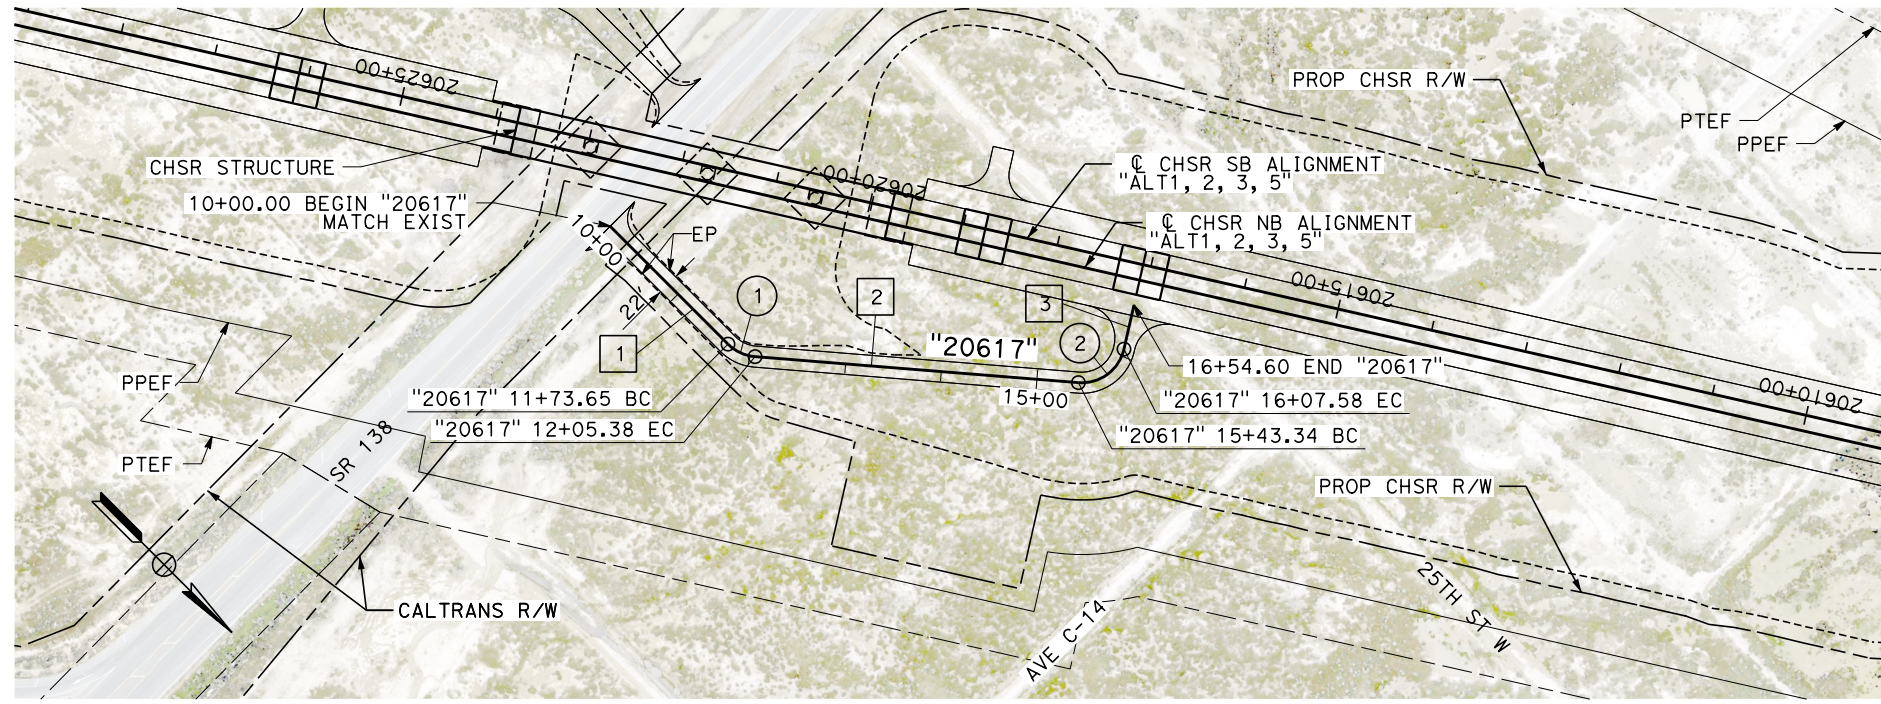 20625+00
PROP CHSR R/W
PTEF
PPEF
CHSR STRUCTURE
℄ CHSR SB ALIGNMENT
"ALT1, 2, 3, 5"
20620+00
10+00.00 BEGIN "20617"
MATCH EXIST
℄ CHSR NB ALIGNMENT
"ALT1, 2, 3, 5"
10+00
EP
22
1
2
3
20615+00
1
"20617"
2
16+54.60 END "20617"
PPEF
"20617" 11+73.65 BC
15+00
"20617" 16+07.58 EC
20610+00
"20617" 12+05.38 EC
"20617" 15+43.34 BC
PTEF
SR 138
PROP CHSR R/W
CALTRANS R/W
AVE C-14
25TH ST W